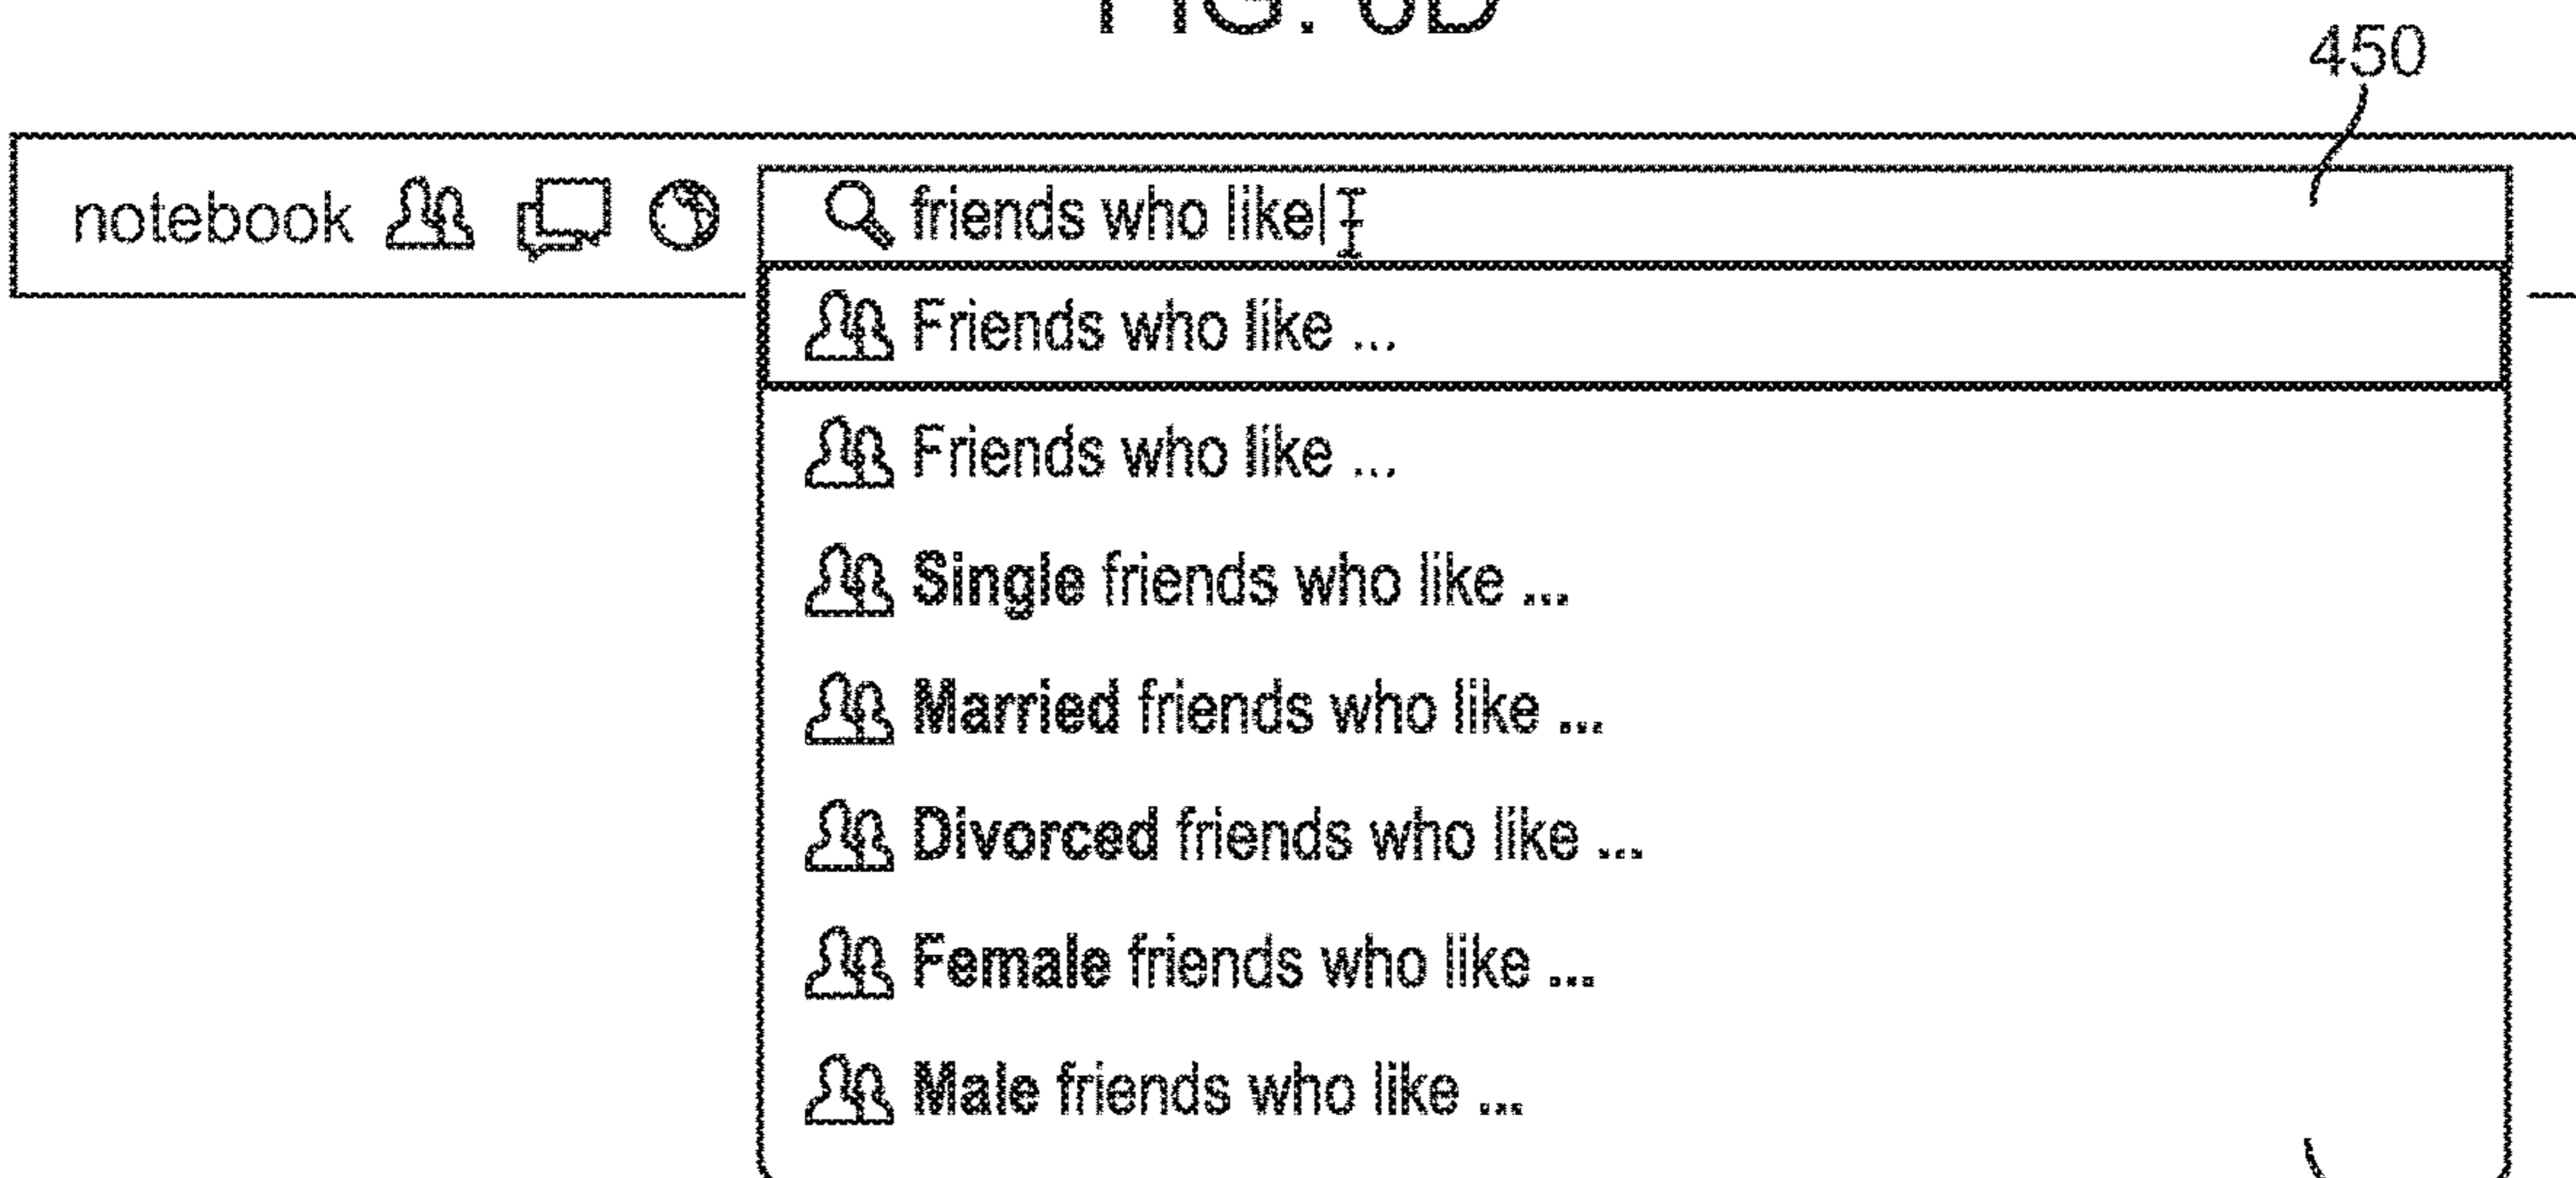 450
notebook friends who like
Friends who like ...
Friends who like ...
Single friends who like ...
Married friends who like ...
Divorced friends who like ...
Female friends who like ...
Male friends who like ...